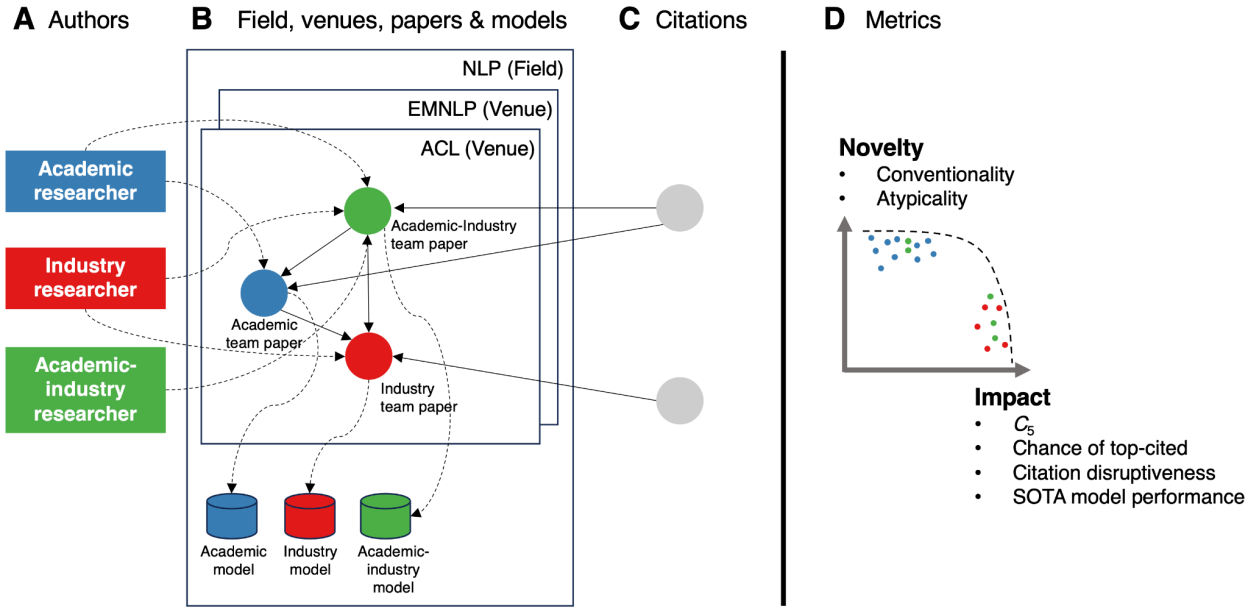 A Authors
B Field, venues, papers & models
C Citations
D Metrics
NLP (Field)
EMNLP (Venue)
ACL (Venue)
Academic
researcher
Industry
researcher
Academic-
industry
researcher
Academic-Industry
team paper
Academic
team paper
Industry
team paper
Academic
model
Industry
model
Academic-
industry
model
Novelty
• Conventionality
• Atypicality
Impact
• C5
• Chance of top-cited
• Citation disruptiveness
• SOTA model performance